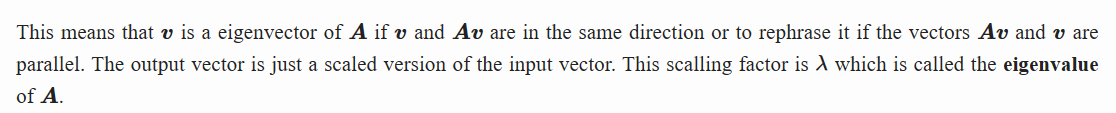 This means that v is a eigenvector of A if v and Av are in the same direction or to rephrase it if the vectors Av and v are
parallel. The output vector is just a scaled version of the input vector. This scalling factor is λ which is called the eigenvalue
of A.